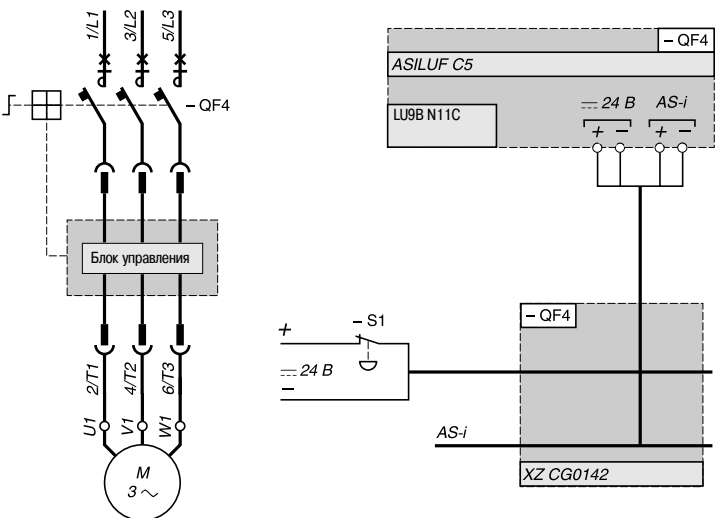 1/L1 3/L2 5/L3
– QF4
Блок управления
2/T1 4/T2 6/T3
U1 V1 W1
M
3 ~
– QF4
ASILUF C5
LU9B N11C
24 B AS-i
+ – + –
+
– S1
24 B
–
– QF4
AS-i
XZ CG0142